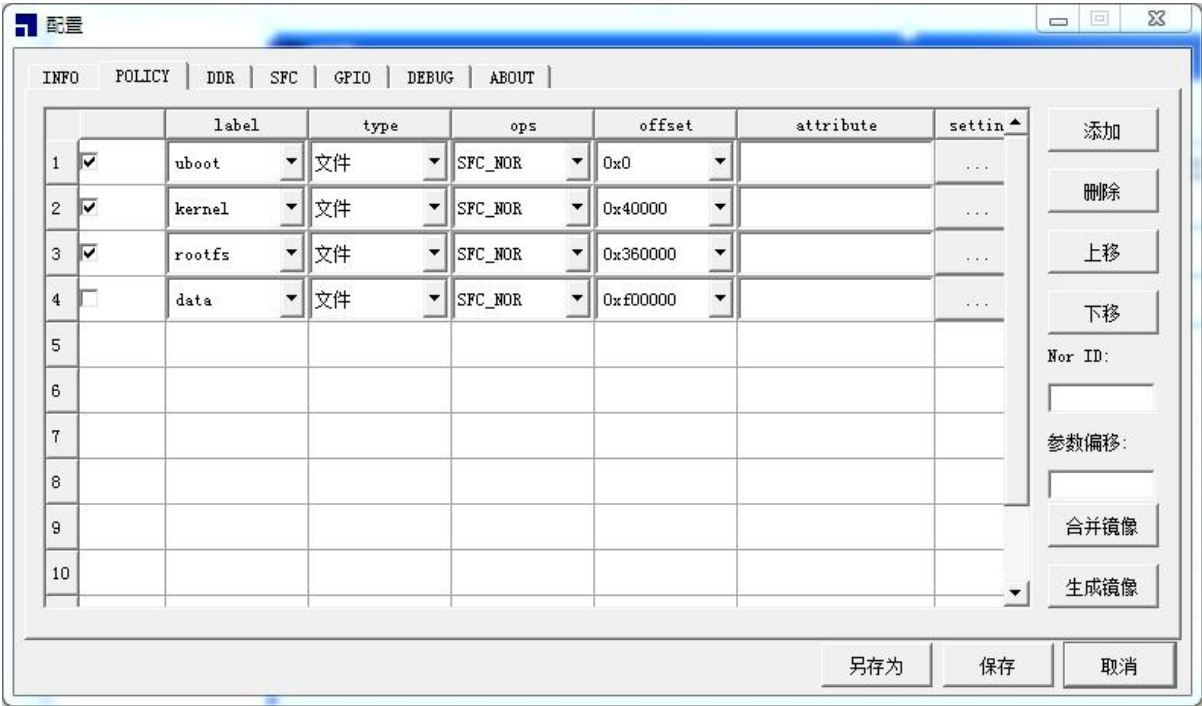 配置
INFO POLICY DDR SFC GPIO DEBUG ABOUT
label type ops offset attribute settin
1 uboot 文件 SFC_NOR 0x0 ...
2 kernel 文件 SFC_NOR 0x40000 ...
3 rootfs 文件 SFC_NOR 0x360000 ...
4 data 文件 SFC_NOR 0xf00000 ...
5
6
7
8
9
10
添加
删除
上移
下移
Nor ID:
参数偏移:
合并镜像
生成镜像
另存为 保存 取消